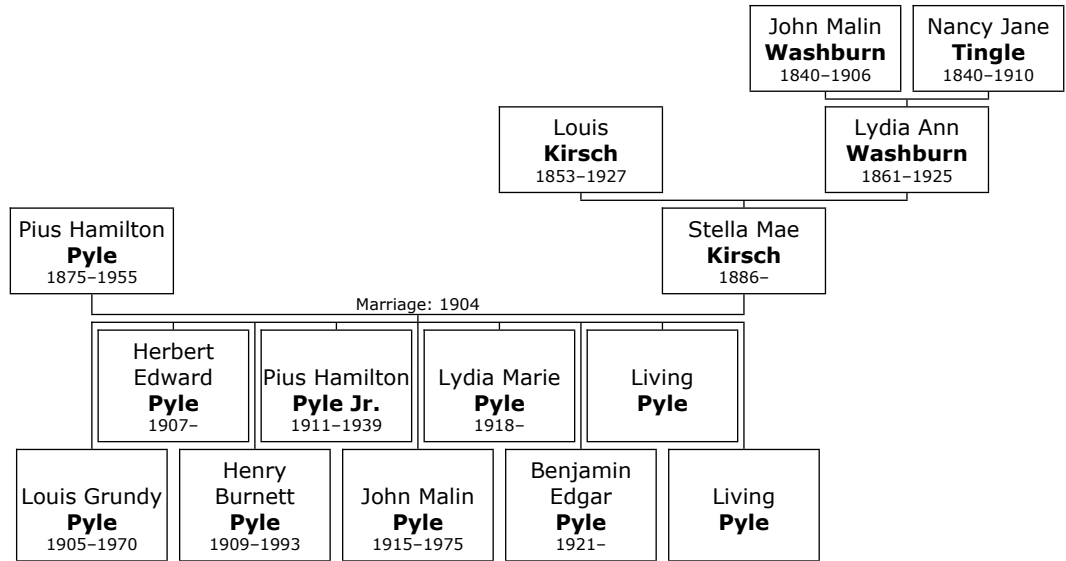 John Malin
Washburn
1840–1906
Nancy Jane
Tingle
1840–1910
Louis
Kirsch
1853–1927
Lydia Ann
Washburn
1861–1925
Pius Hamilton
Pyle
1875–1955
Stella Mae
Kirsch
1886–
Marriage: 1904
Herbert
Edward
Pyle
1907–
Pius Hamilton
Pyle Jr.
1911–1939
Lydia Marie
Pyle
1918–
Living
Pyle
Louis Grundy
Pyle
1905–1970
Henry
Burnett
Pyle
1909–1993
John Malin
Pyle
1915–1975
Benjamin
Edgar
Pyle
1921–
Living
Pyle